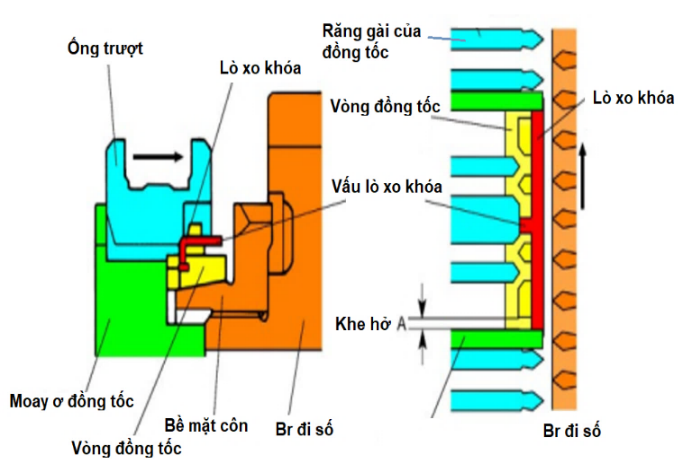 Ống trượt
Lò xo khóa
Răng gài của
đồng tốc
Vòng đồng tốc
Lò xo khóa
Vấu lò xo khóa
Khe hở A
Moay ơ đồng tốc
Bề mặt côn
Br đi số
Vòng đồng tốc
Br đi số